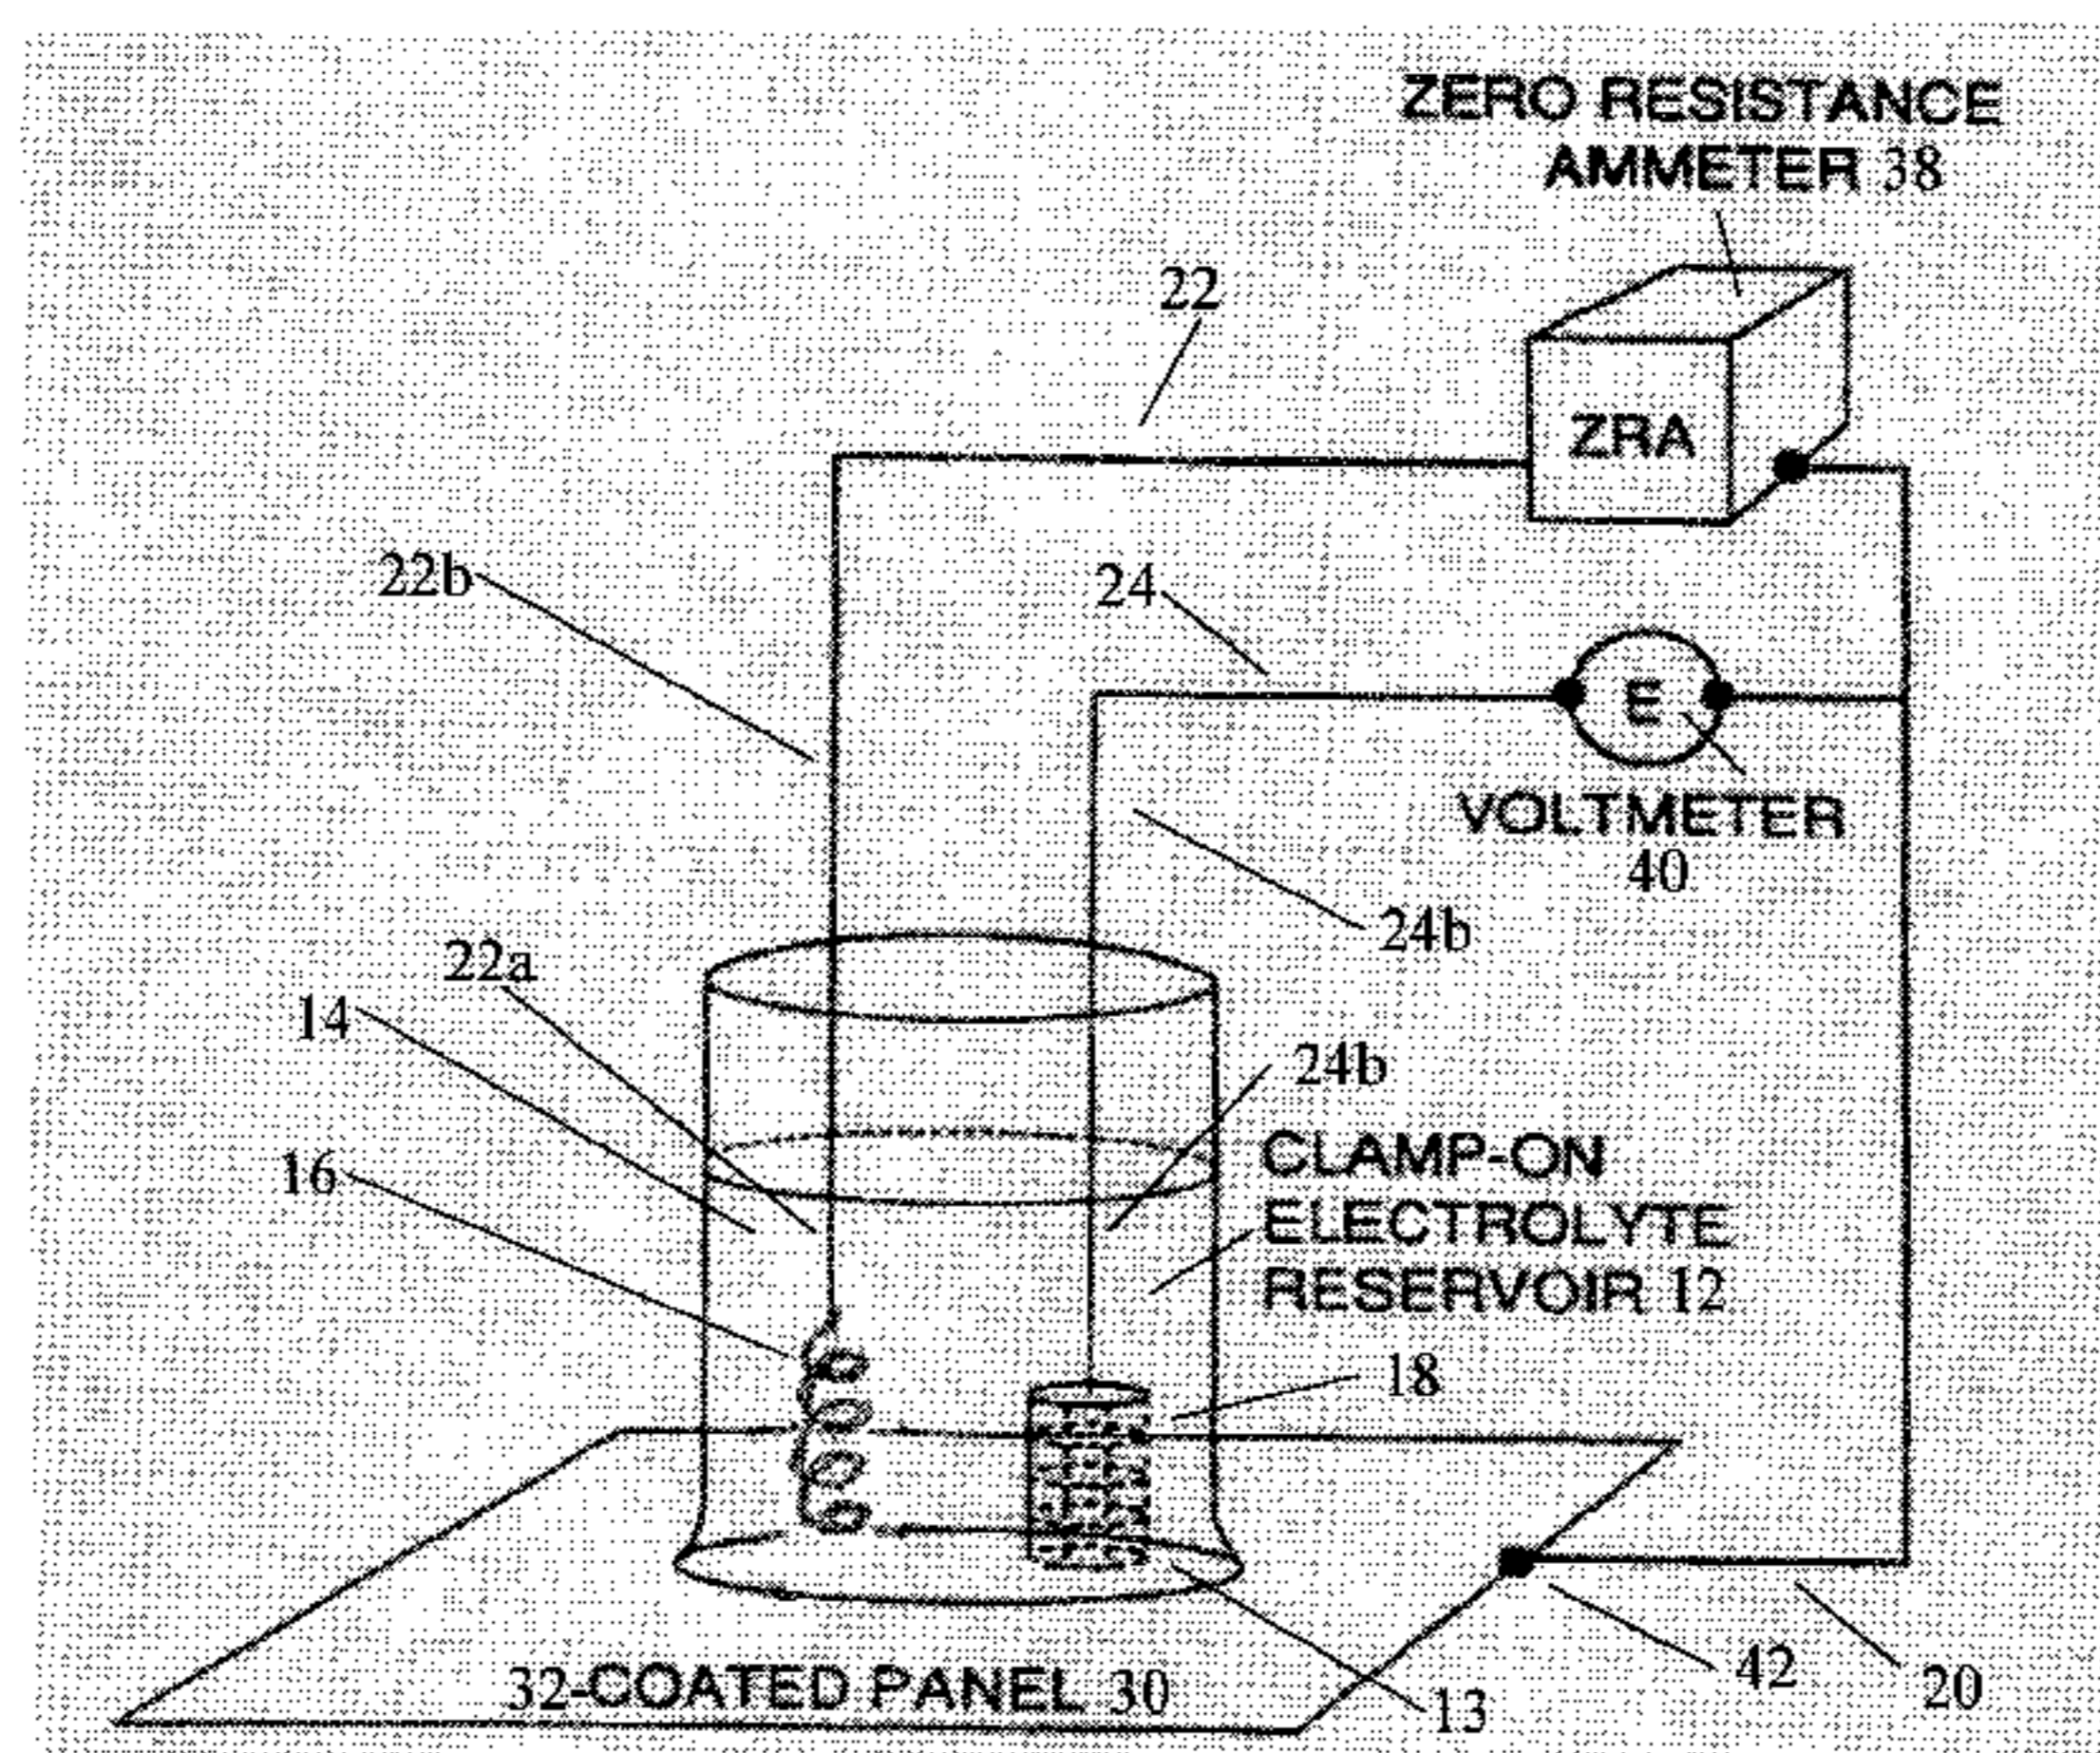 ZERO RESISTANCE
AMMETER 38
22
ZRA
22b
24
E
VOLTMETER
40
24b
22a
14
24b
CLAMP-ON
16
ELECTROLYTE
RESERVOIR 12
18
32-COATED PANEL 30
42
20
13